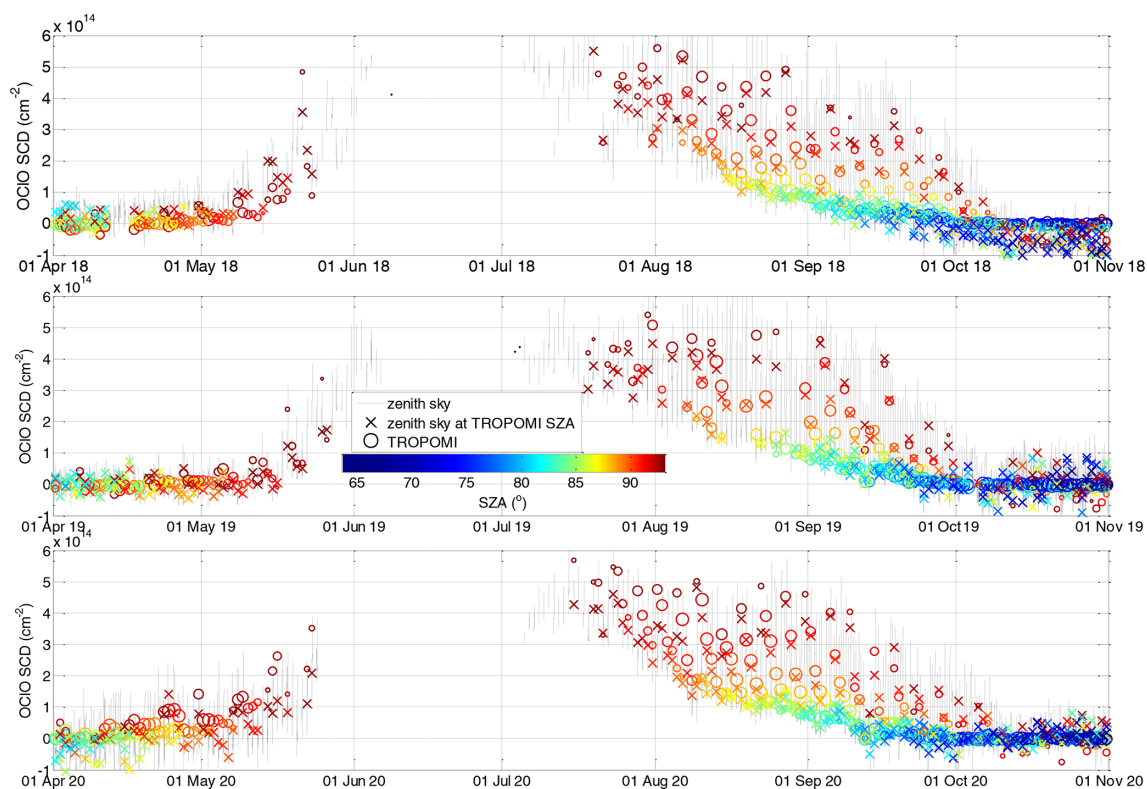 x 10^14
6
5
4
3
2
1
0
-1
OClO SCD (cm^-2)
01 Apr 18 01 May 18 01 Jun 18 01 Jul 18 01 Aug 18 01 Sep 18 01 Oct 18 01 Nov 18
x 10^14
6
5
4
3
2
1
0
-1
OClO SCD (cm^-2)
zenith sky
zenith sky at TROPOMI SZA
TROPOMI
65 70 75 80 85 90
SZA (°)
01 Apr 19 01 May 19 01 Jun 19 01 Jul 19 01 Aug 19 01 Sep 19 01 Oct19 01 Nov 19
x 10^14
6
5
4
3
2
1
0
-1
OClO SCD (cm^-2)
01 Apr 20 01 May 20 01 Jun 20 01 Jul 20 01 Aug 20 01 Sep 20 01 Oct 20 01 Nov 20